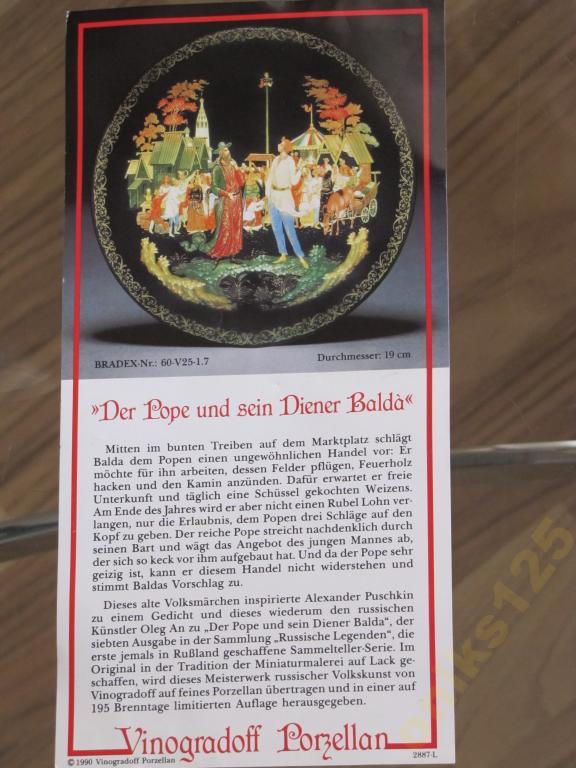 BRADEX-Nr.: 60-V25-1.7
Durchmesser: 19 cm
»Der Pope und sein Diener Baldà«
Mitten im bunten Treiben auf dem Marktplatz schlägt
Balda dem Popen einen ungewöhnlichen Handel vor: Er
möchte für ihn arbeiten, dessen Felder pflügen, Feuerholz
hacken und den Kamin anzünden. Dafür erwartet er freie
Unterkunft und täglich eine Schüssel gekochten Weizens.
Am Ende des Jahres wird er aber nicht einen Rubel Lohn ver-
langen, nur die Erlaubnis, dem Popen drei Schläge auf den
Kopf zu geben. Der reiche Pope streicht nachdenklich durch
seinen Bart und wägt das Angebot des jungen Mannes ab,
der sich so keck vor ihm aufgebaut hat. Und da der Pope sehr
geizig ist, kann er diesem Handel nicht widerstehen und
stimmt Baldas Vorschlag zu.
Dieses alte Volksmärchen inspirierte Alexander Puschkin
zu einem Gedicht und dieses wiederum den russischen
Künstler Oleg An zu „Der Pope und sein Diener Balda“, der
siebten Ausgabe in der Sammlung „Russische Legenden“, die
erste jemals in Rußland geschaffene Sammelteller-Serie. Im
Original in der Tradition der Miniaturmalerei auf Lack ge-
schaffen, wird dieses Meisterwerk russischer Volkskunst von
Vinogradoff auf feines Porzellan übertragen und in einer auf
195 Brenntage limitierten Auflage herausgegeben.
Vinogradoff Porzellan
© 1990 Vinogradoff Porzellan
2887-L